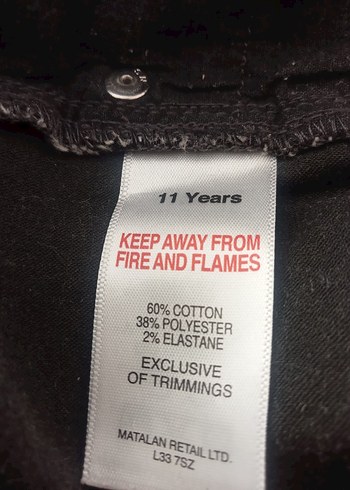 11 Years
KEEP AWAY FROM
FIRE AND FLAMES
60% COTTON
38% POLYESTER
2% ELASTANE
EXCLUSIVE
OF TRIMMINGS
MATALAN RETAIL LTD.
L33 7SZ